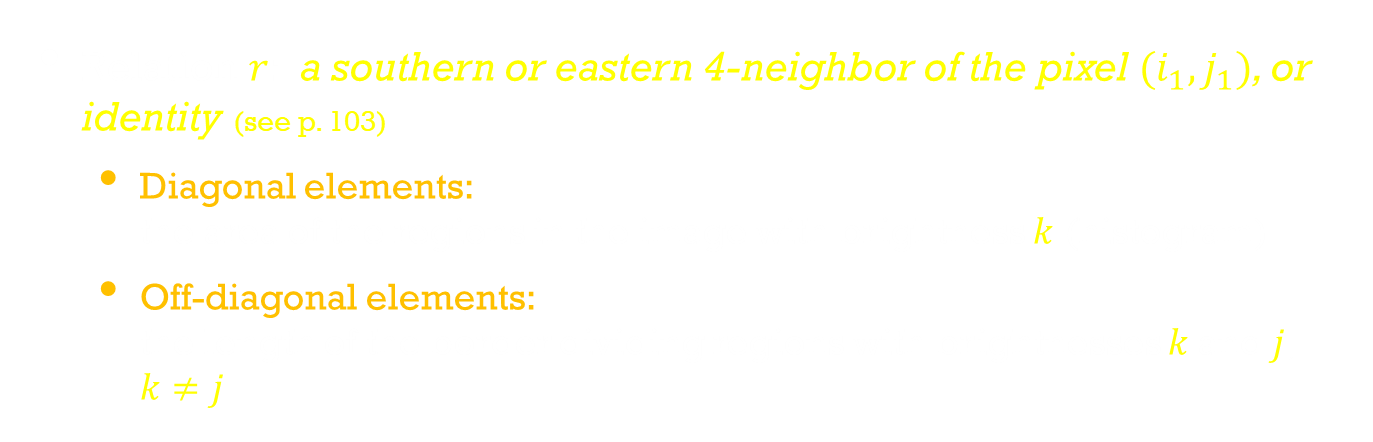 r a southern or eastern 4-neighbor of the pixel (i₁, j₁), or
identity (see p. 103)
• Diagonal elements:
k
• Off-diagonal elements:
k j
k ≠ j